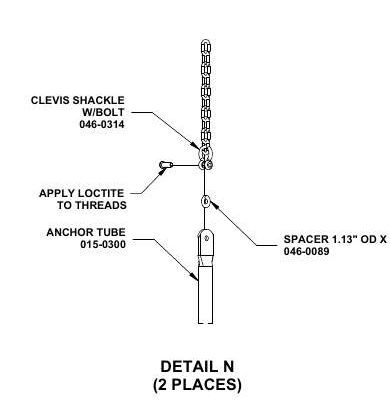 CLEVIS SHACKLE
W/BOLT
046-0314
APPLY LOCTITE
TO THREADS
ANCHOR TUBE
015-0300
SPACER 1.13" OD X
046-0089
DETAIL N
(2 PLACES)